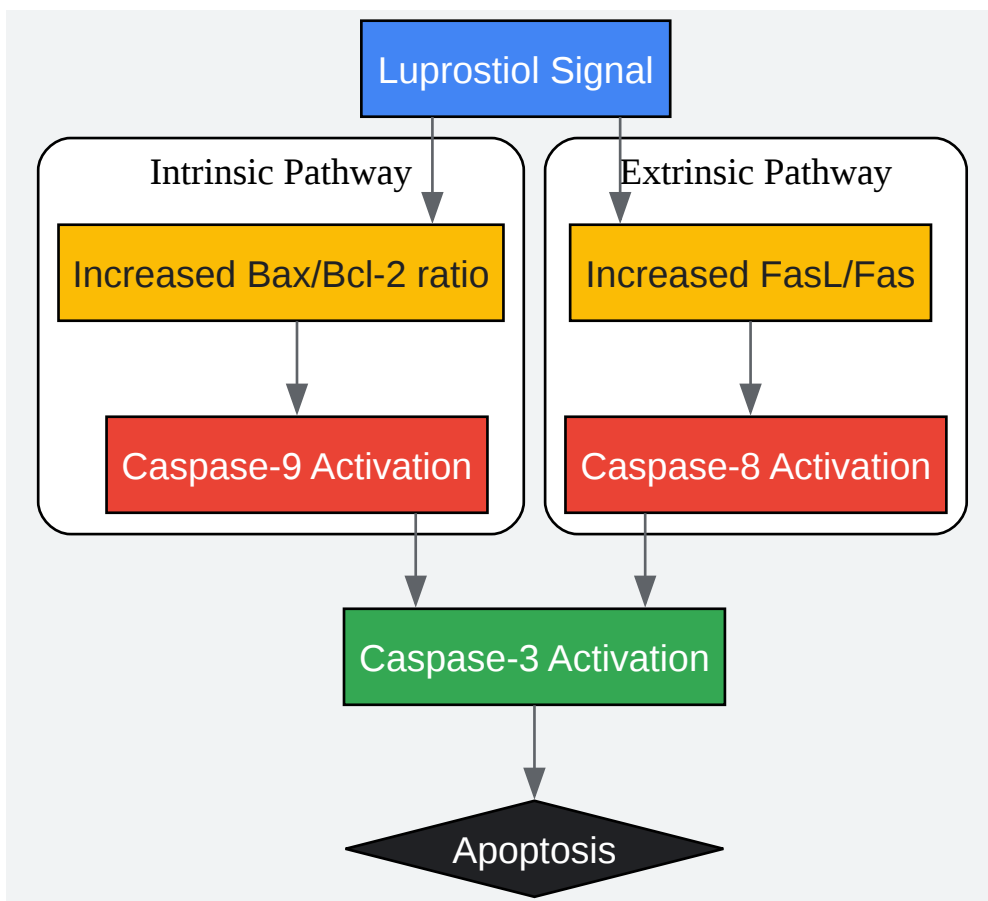 Luprostiol Signal
Intrinsic Pathway
Extrinsic Pathway
Increased Bax/Bcl-2 ratio
Increased FasL/Fas
Caspase-9 Activation
Caspase-8 Activation
Caspase-3 Activation
Apoptosis